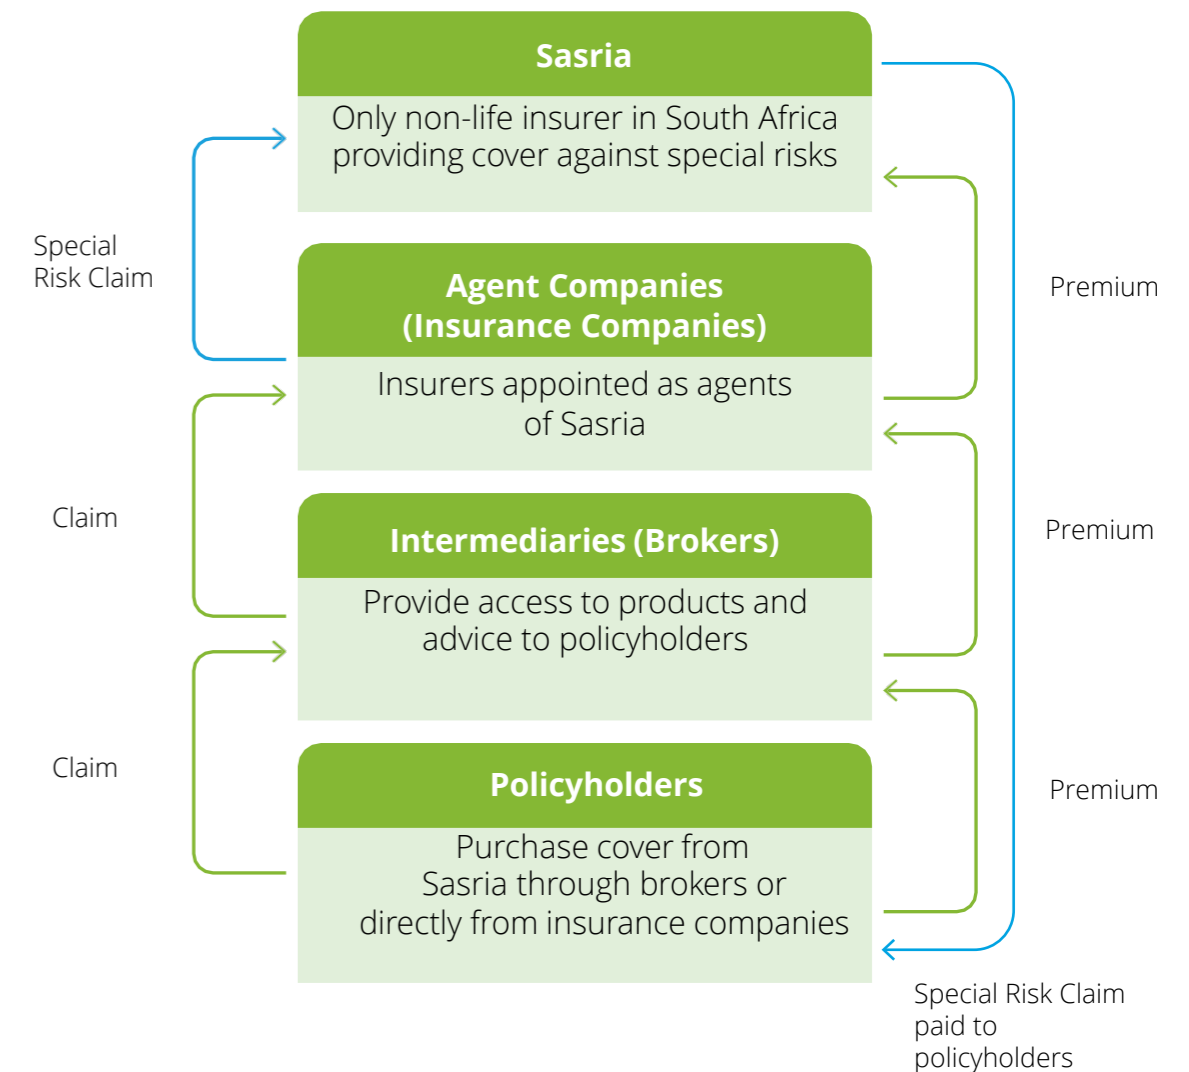 Sasria
Only non-life insurer in South Africa
providing cover against special risks
Special
Risk Claim
Premium
Agent Companies
(Insurance Companies)
Insurers appointed as agents
of Sasria
Claim
Premium
Intermediaries (Brokers)
Provide access to products and
advice to policyholders
Claim
Premium
Policyholders
Purchase cover from
Sasria through brokers or
directly from insurance companies
Special Risk Claim
paid to
policyholders